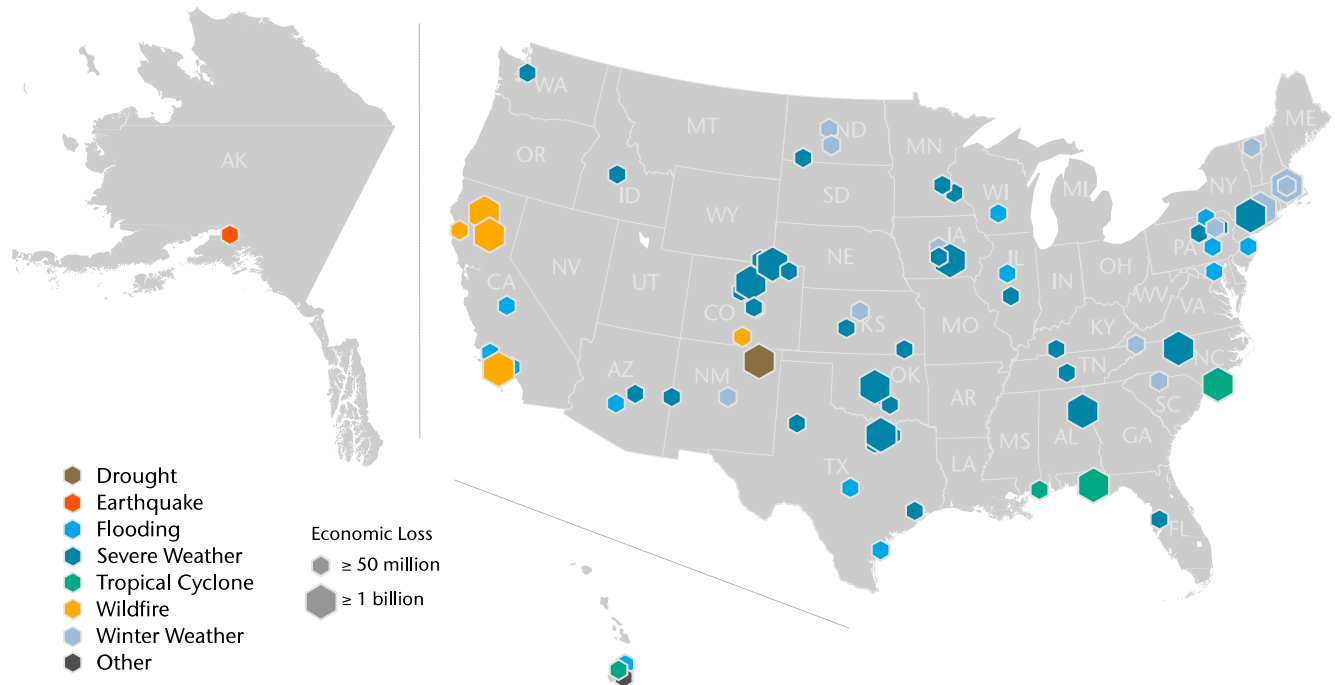 AK
WA
MT
ND
MN
ME
OR
ID
SD
WI
MI
NY
WY
IA
PA
NV
UT
NE
IL
IN
OH
CA
CO
KS
MO
WV
VA
KY
AZ
NM
OK
AR
TN
NC
SC
TX
LA
MS
AL
GA
FL
Drought
Earthquake
Flooding
Severe Weather
Tropical Cyclone
Wildfire
Winter Weather
Other
Economic Loss
≥ 50 million
≥ 1 billion